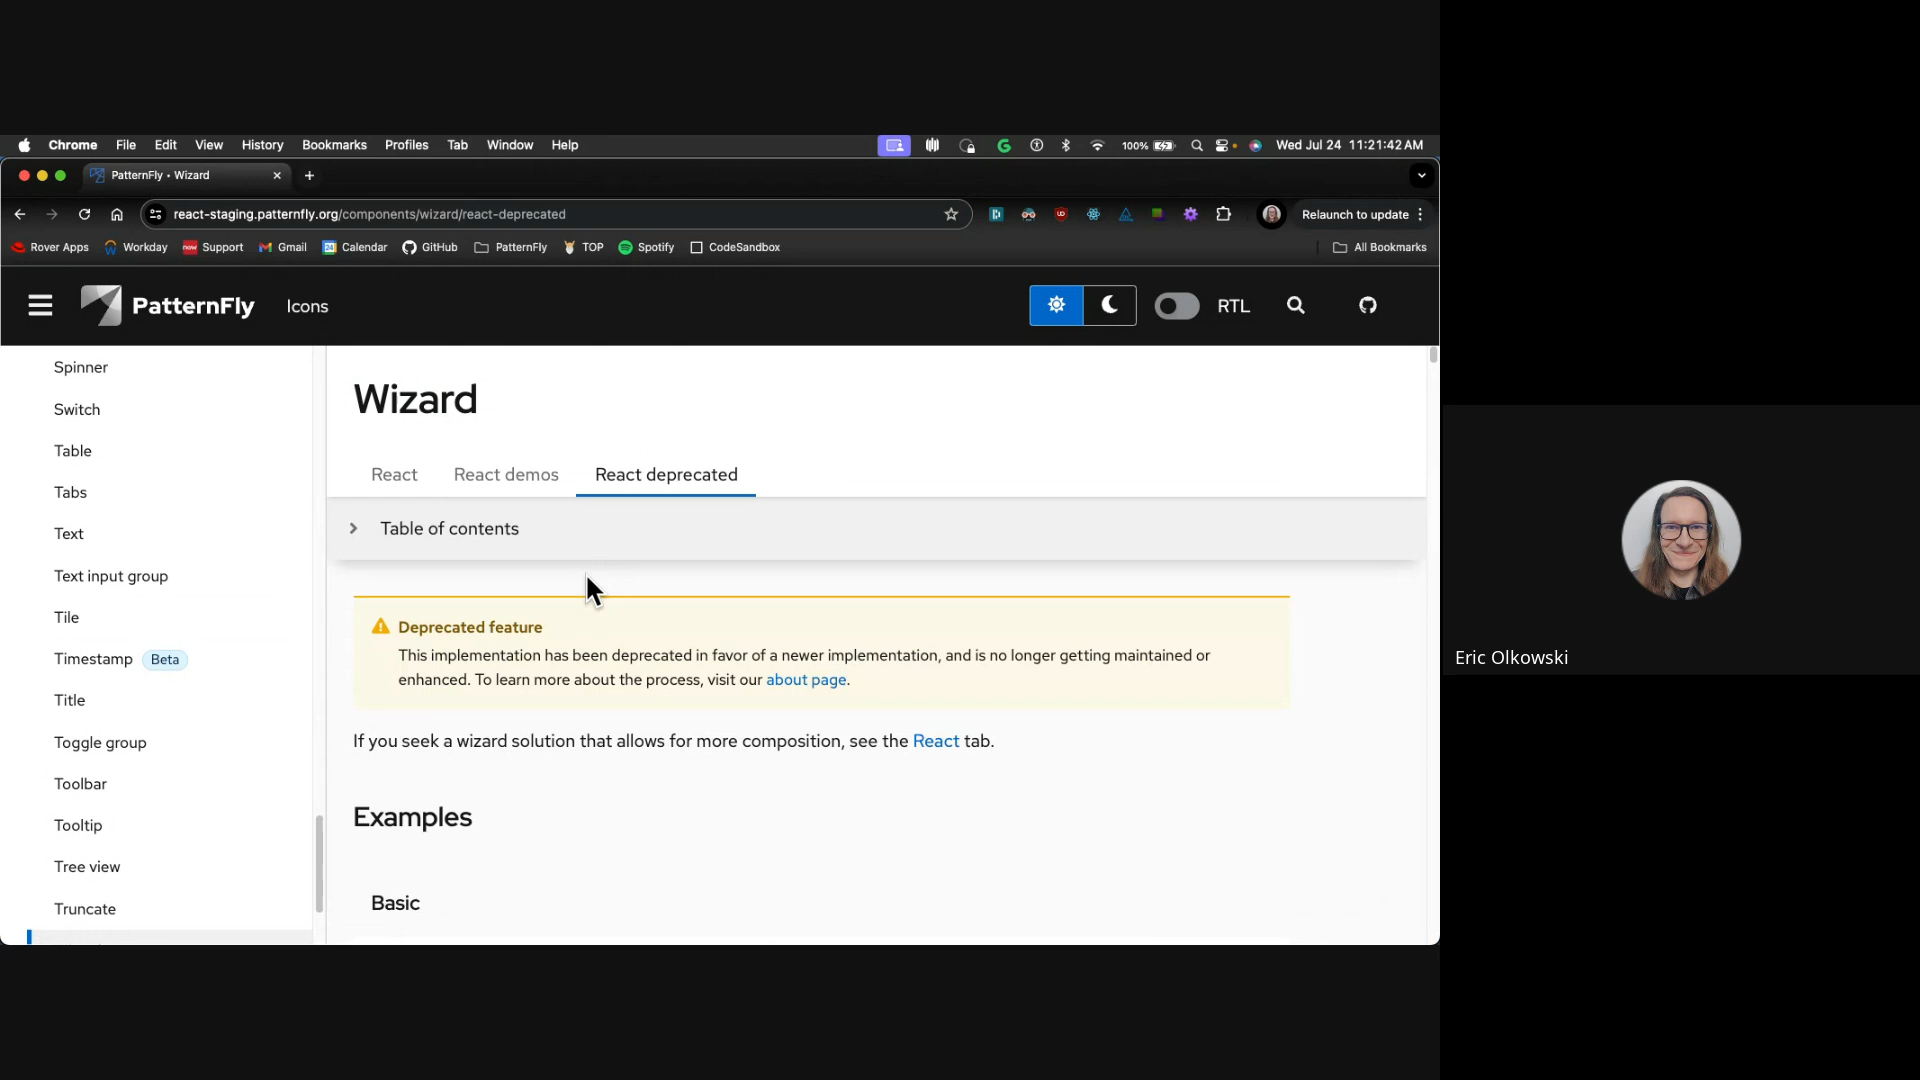 Chrome File Edit View History Bookmarks Profiles Tab Window Help 100% Wed Jul 24 11:21:42 AM
PatternFly • Wizard
react-staging.patternfly.org/components/wizard/react-deprecated Relaunch to update
Rover Apps Workday Support Gmail Calendar GitHub PatternFly TOP Spotify CodeSandbox All Bookmarks
PatternFly Icons RTL
Spinner
Switch
Table
Tabs
Text
Text input group
Tile
Timestamp Beta
Title
Toggle group
Toolbar
Tooltip
Tree view
Truncate
Wizard
React React demos React deprecated
Table of contents
Deprecated feature
This implementation has been deprecated in favor of a newer implementation, and is no longer getting maintained or
enhanced. To learn more about the process, visit our about page.
If you seek a wizard solution that allows for more composition, see the React tab.
Examples
Basic
Eric Olkowski